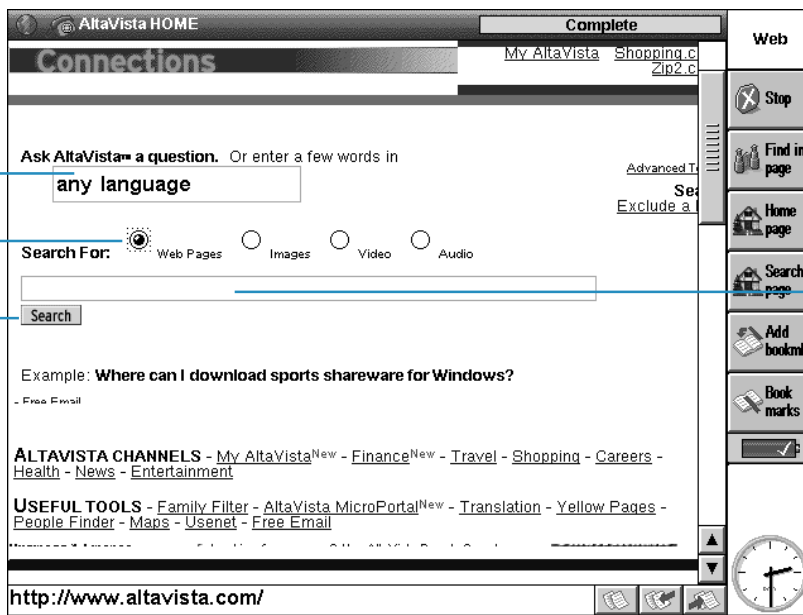 AltaVista HOME
Complete
Web
Connections
My AltaVista Shopping.c
Zip2.c
Stop
Ask AltaVista™ a question. Or enter a few words in
any language
Advanced T
Sea
Exclude a
Find in
page
Home
page
Search For: Web Pages Images Video Audio
Search
page
Search
Add
bookm
Example: Where can I download sports shareware for Windows?
- Free Email
Book
marks
ALTAVISTA CHANNELS - My AltaVista New - Finance New - Travel - Shopping - Careers -
Health - News - Entertainment
USEFUL TOOLS - Family Filter - AltaVista MicroPortal New - Translation - Yellow Pages -
People Finder - Maps - Usenet - Free Email
http://www.altavista.com/